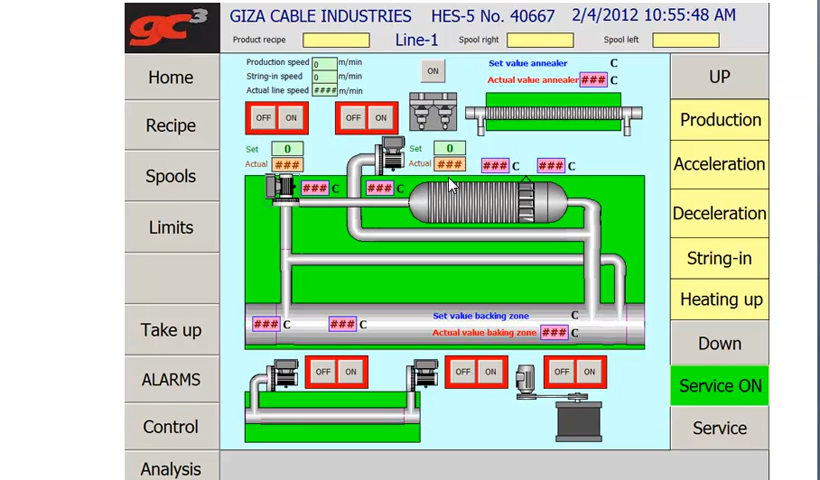 gc3
GIZA CABLE INDUSTRIES HES-5 No. 40667 2/4/2012 10:55:48 AM
Product recipe Line-1 Spool right Spool left
Home
Recipe
Spools
Limits
Take up
ALARMS
Control
Analysis
Production speed 0 m/min
String-in speed 0 m/min
Actual line speed #### m/min
ON
Set value annealer C
Actual value annealer ### C
OFF ON
OFF ON
Set 0
Actual ###
Set 0
Actual ###
### C
### C
### C
### C
Set value backing zone C
Actual value baking zone ### C
### C
### C
OFF ON
OFF ON
OFF ON
UP
Production
Acceleration
Deceleration
String-in
Heating up
Down
Service ON
Service